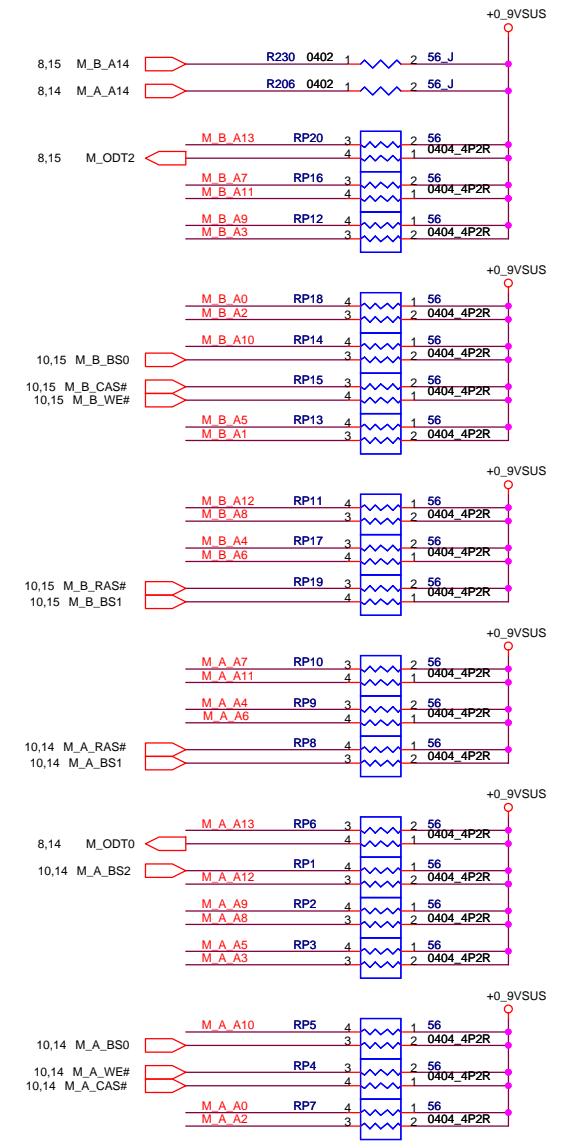 +0_9VSUS
8,15 M_B_A14 R230 0402 1 2 56_J
8,14 M_A_A14 R206 0402 1 2 56_J
M_B_A13 RP20 3 2 56
8,15 M_ODT2 4 1 0404_4P2R
M_B_A7 RP16 3 2 56
M_B_A11 4 1 0404_4P2R
M_B_A9 RP12 4 1 56
M_B_A3 3 2 0404_4P2R
+0_9VSUS
M_B_A0 RP18 4 1 56
M_B_A2 3 2 0404_4P2R
M_B_A10 RP14 4 1 56
10,15 M_B_BS0 3 2 0404_4P2R
10,15 M_B_CAS# RP15 3 2 56
10,15 M_B_WE# 4 1 0404_4P2R
M_B_A5 RP13 4 1 56
M_B_A1 3 2 0404_4P2R
+0_9VSUS
M_B_A12 RP11 4 1 56
M_B_A8 3 2 0404_4P2R
M_B_A4 RP17 3 2 56
M_B_A6 4 1 0404_4P2R
10,15 M_B_RAS# RP19 3 2 56
10,15 M_B_BS1 4 1 0404_4P2R
+0_9VSUS
M_A_A7 RP10 3 2 56
M_A_A11 4 1 0404_4P2R
M_A_A4 RP9 3 2 56
M_A_A6 4 1 0404_4P2R
10,14 M_A_RAS# RP8 4 1 56
10,14 M_A_BS1 3 2 0404_4P2R
+0_9VSUS
M_A_A13 RP6 3 2 56
8,14 M_ODT0 4 1 0404_4P2R
10,14 M_A_BS2 RP1 4 1 56
M_A_A12 3 2 0404_4P2R
M_A_A9 RP2 4 1 56
M_A_A8 3 2 0404_4P2R
M_A_A5 RP3 4 1 56
M_A_A3 3 2 0404_4P2R
+0_9VSUS
M_A_A10 RP5 4 1 56
10,14 M_A_BS0 3 2 0404_4P2R
10,14 M_A_WE# RP4 3 2 56
10,14 M_A_CAS# 4 1 0404_4P2R
M_A_A0 RP7 4 1 56
M_A_A2 3 2 0404_4P2R